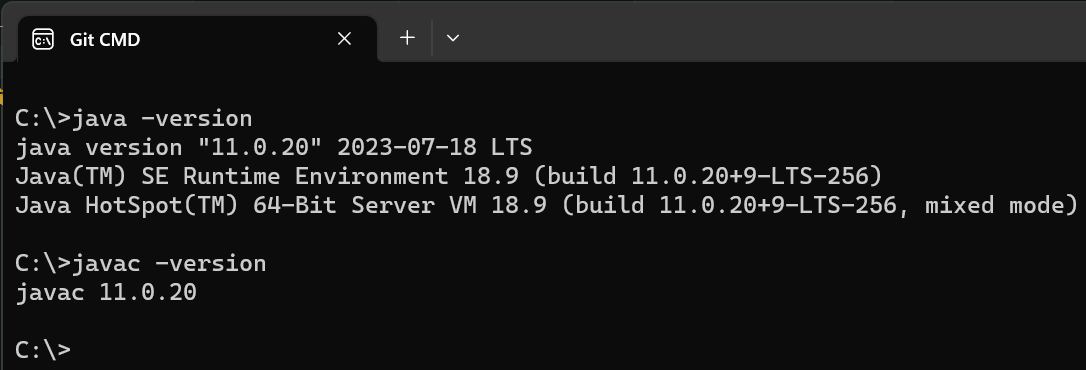 Git CMD
C:\>java -version
java version "11.0.20" 2023-07-18 LTS
Java(TM) SE Runtime Environment 18.9 (build 11.0.20+9-LTS-256)
Java HotSpot(TM) 64-Bit Server VM 18.9 (build 11.0.20+9-LTS-256, mixed mode)
C:\>javac -version
javac 11.0.20
C:\>